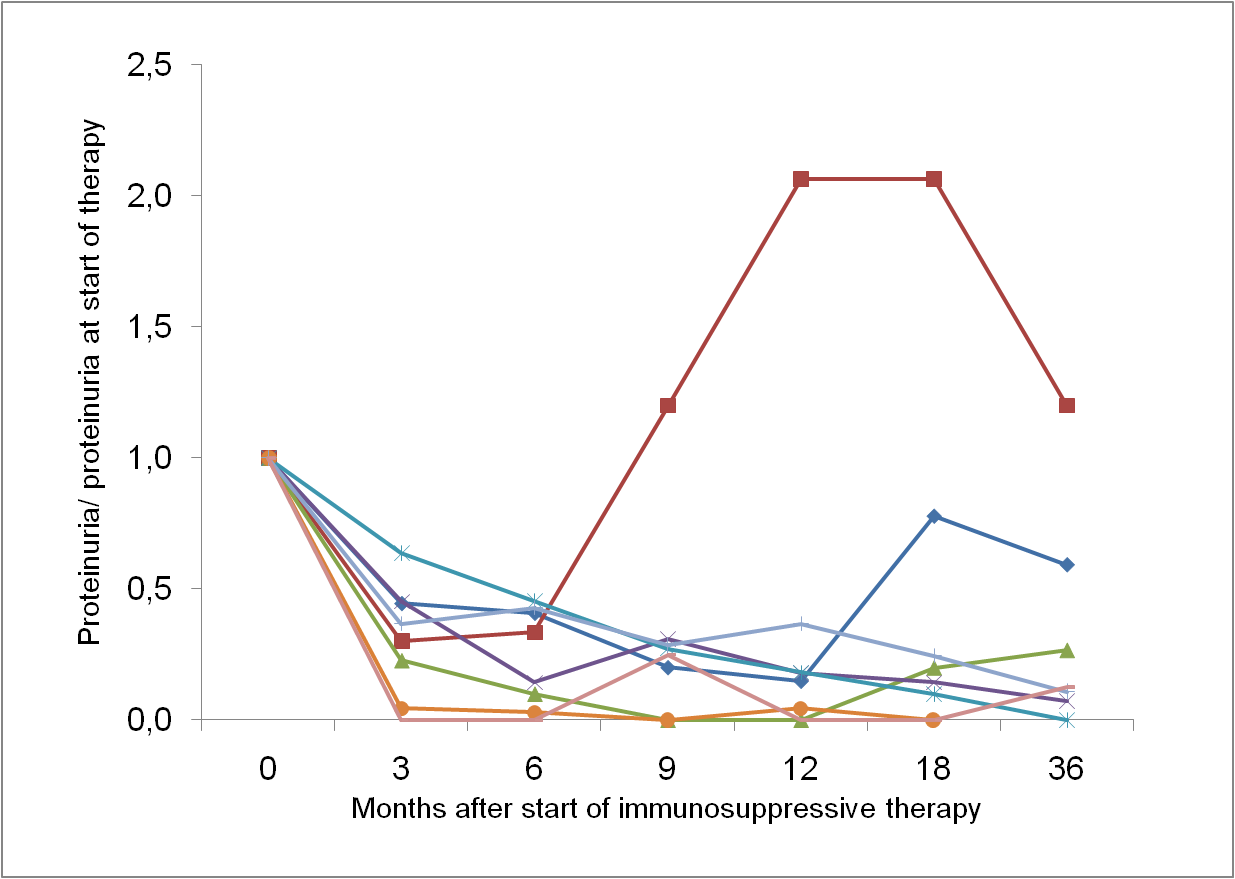 Proteinuria/ proteinuria at start of therapy
2,5
2,0
1,5
1,0
0,5
0,0
0 3 6 9 12 18 36
Months after start of immunosuppressive therapy